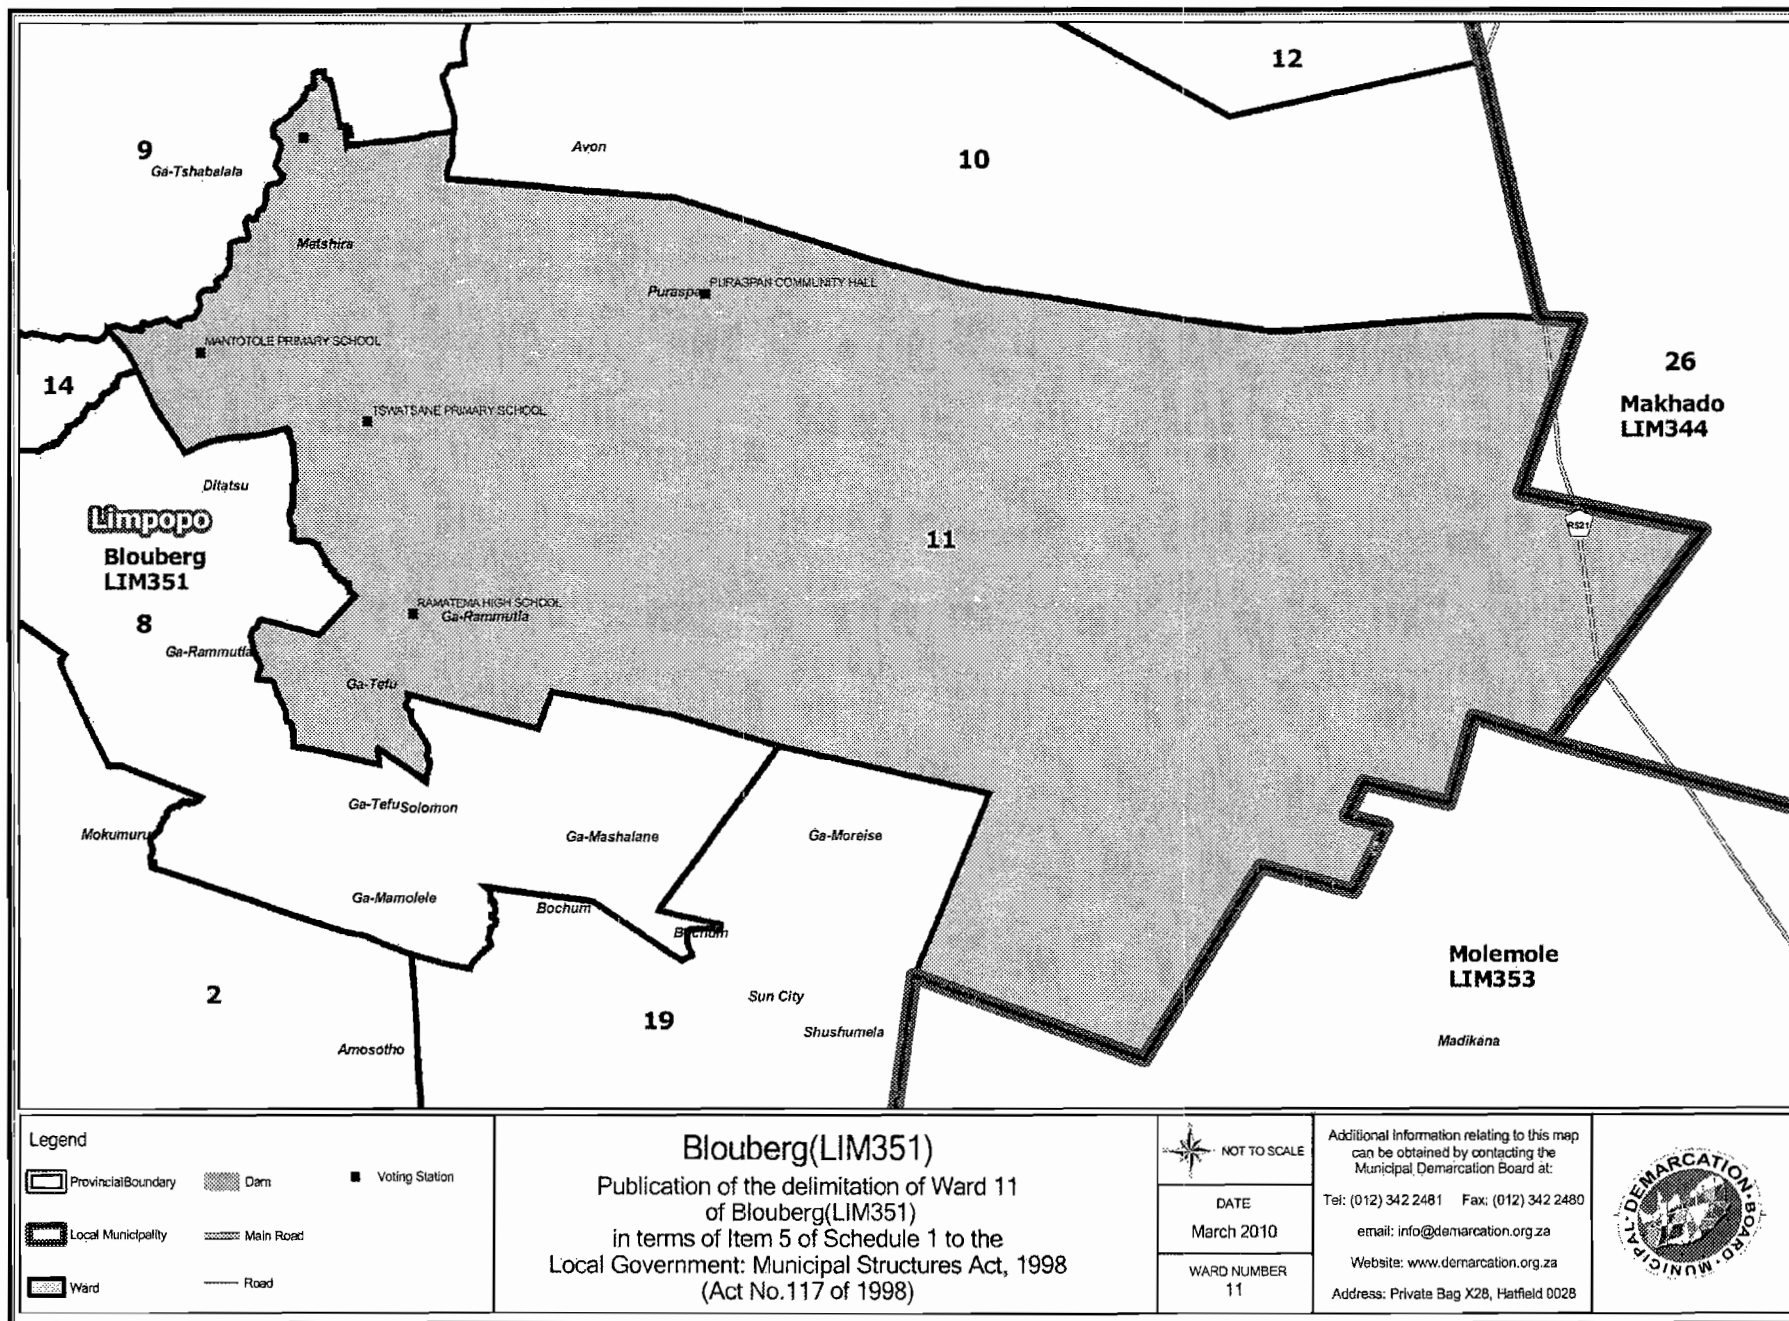 12
9
Ga-Tshabalala
Avon
10
Matshira
Puraspan
PURASPAN COMMUNITY HALL
MANTOTOLE PRIMARY SCHOOL
26
Makhado
LIM344
14
TSWATSANE PRIMARY SCHOOL
Ditatsu
Limpopo
Blouberg
LIM351
R521
11
8
RAMATEMA HIGH SCHOOL
Ga-Rammutla
Ga-Rammutla
Ga-Tefu
Ga-Tefu
Solomon
Mokumuru
Ga-Mashalane
Ga-Moreise
Ga-Mamolele
Bochum
Bochum
Molemole
LIM353
2
Sun City
19
Shushumela
Amosotho
Madikana
Legend
ProvincialBoundary
Dam
Voting Station
Local Municipality
Main Road
Ward
Road
Blouberg(LIM351)
Publication of the delimitation of Ward 11
of Blouberg(LIM351)
in terms of Item 5 of Schedule 1 to the
Local Government: Municipal Structures Act, 1998
(Act No.117 of 1998)
NOT TO SCALE
DATE
March 2010
WARD NUMBER
11
Additional information relating to this map
can be obtained by contacting the
Municipal Demarcation Board at:
Tel: (012) 342 2481 Fax: (012) 342 2480
email: info@demarcation.org.za
Website: www.demarcation.org.za
Address: Private Bag X28, Hatfield 0028
MUNICIPAL DEMARCATION BOARD